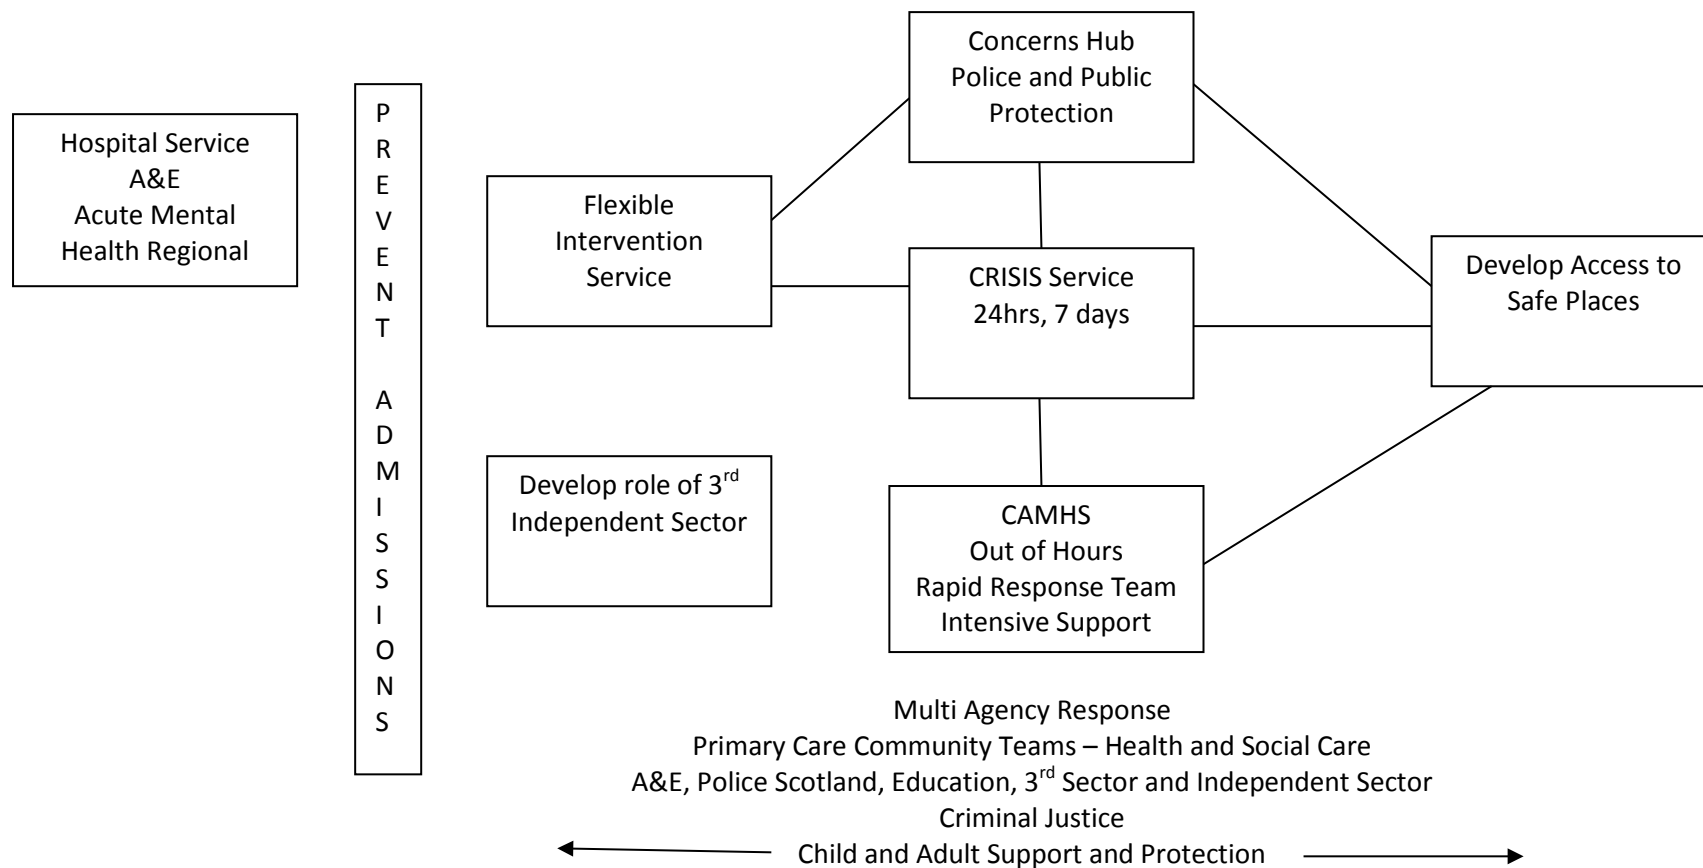 Hospital Service
A&E
Acute Mental
Health Regional
P
R
E
V
E
N
T
A
D
M
I
S
S
I
O
N
S
Flexible
Intervention
Service
Develop role of 3rd
Independent Sector
Concerns Hub
Police and Public
Protection
CRISIS Service
24hrs, 7 days
CAMHS
Out of Hours
Rapid Response Team
Intensive Support
Develop Access to
Safe Places
Multi Agency Response
Primary Care Community Teams – Health and Social Care
A&E, Police Scotland, Education, 3rd Sector and Independent Sector
Criminal Justice
Child and Adult Support and Protection